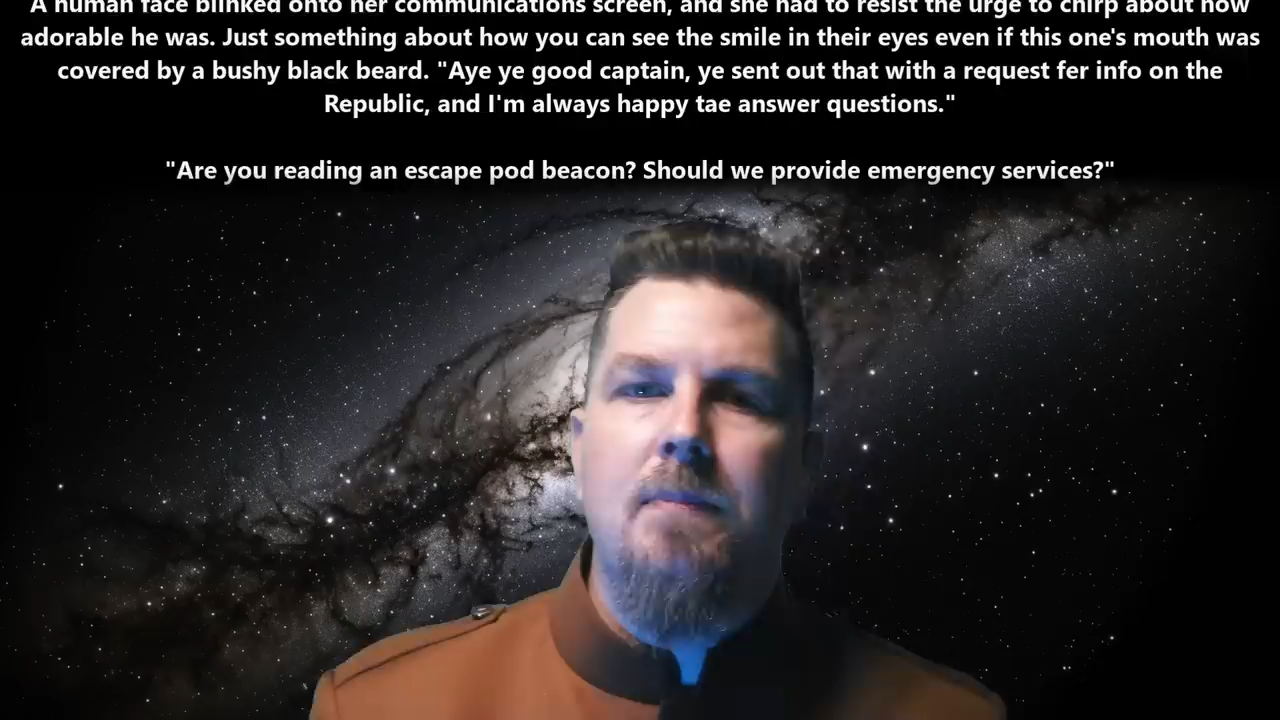 A human face blinked onto her communications screen, and she had to resist the urge to chirp about how
adorable he was. Just something about how you can see the smile in their eyes even if this one's mouth was
covered by a bushy black beard. "Aye ye good captain, ye sent out that with a request fer info on the
Republic, and I'm always happy tae answer questions."
"Are you reading an escape pod beacon? Should we provide emergency services?"